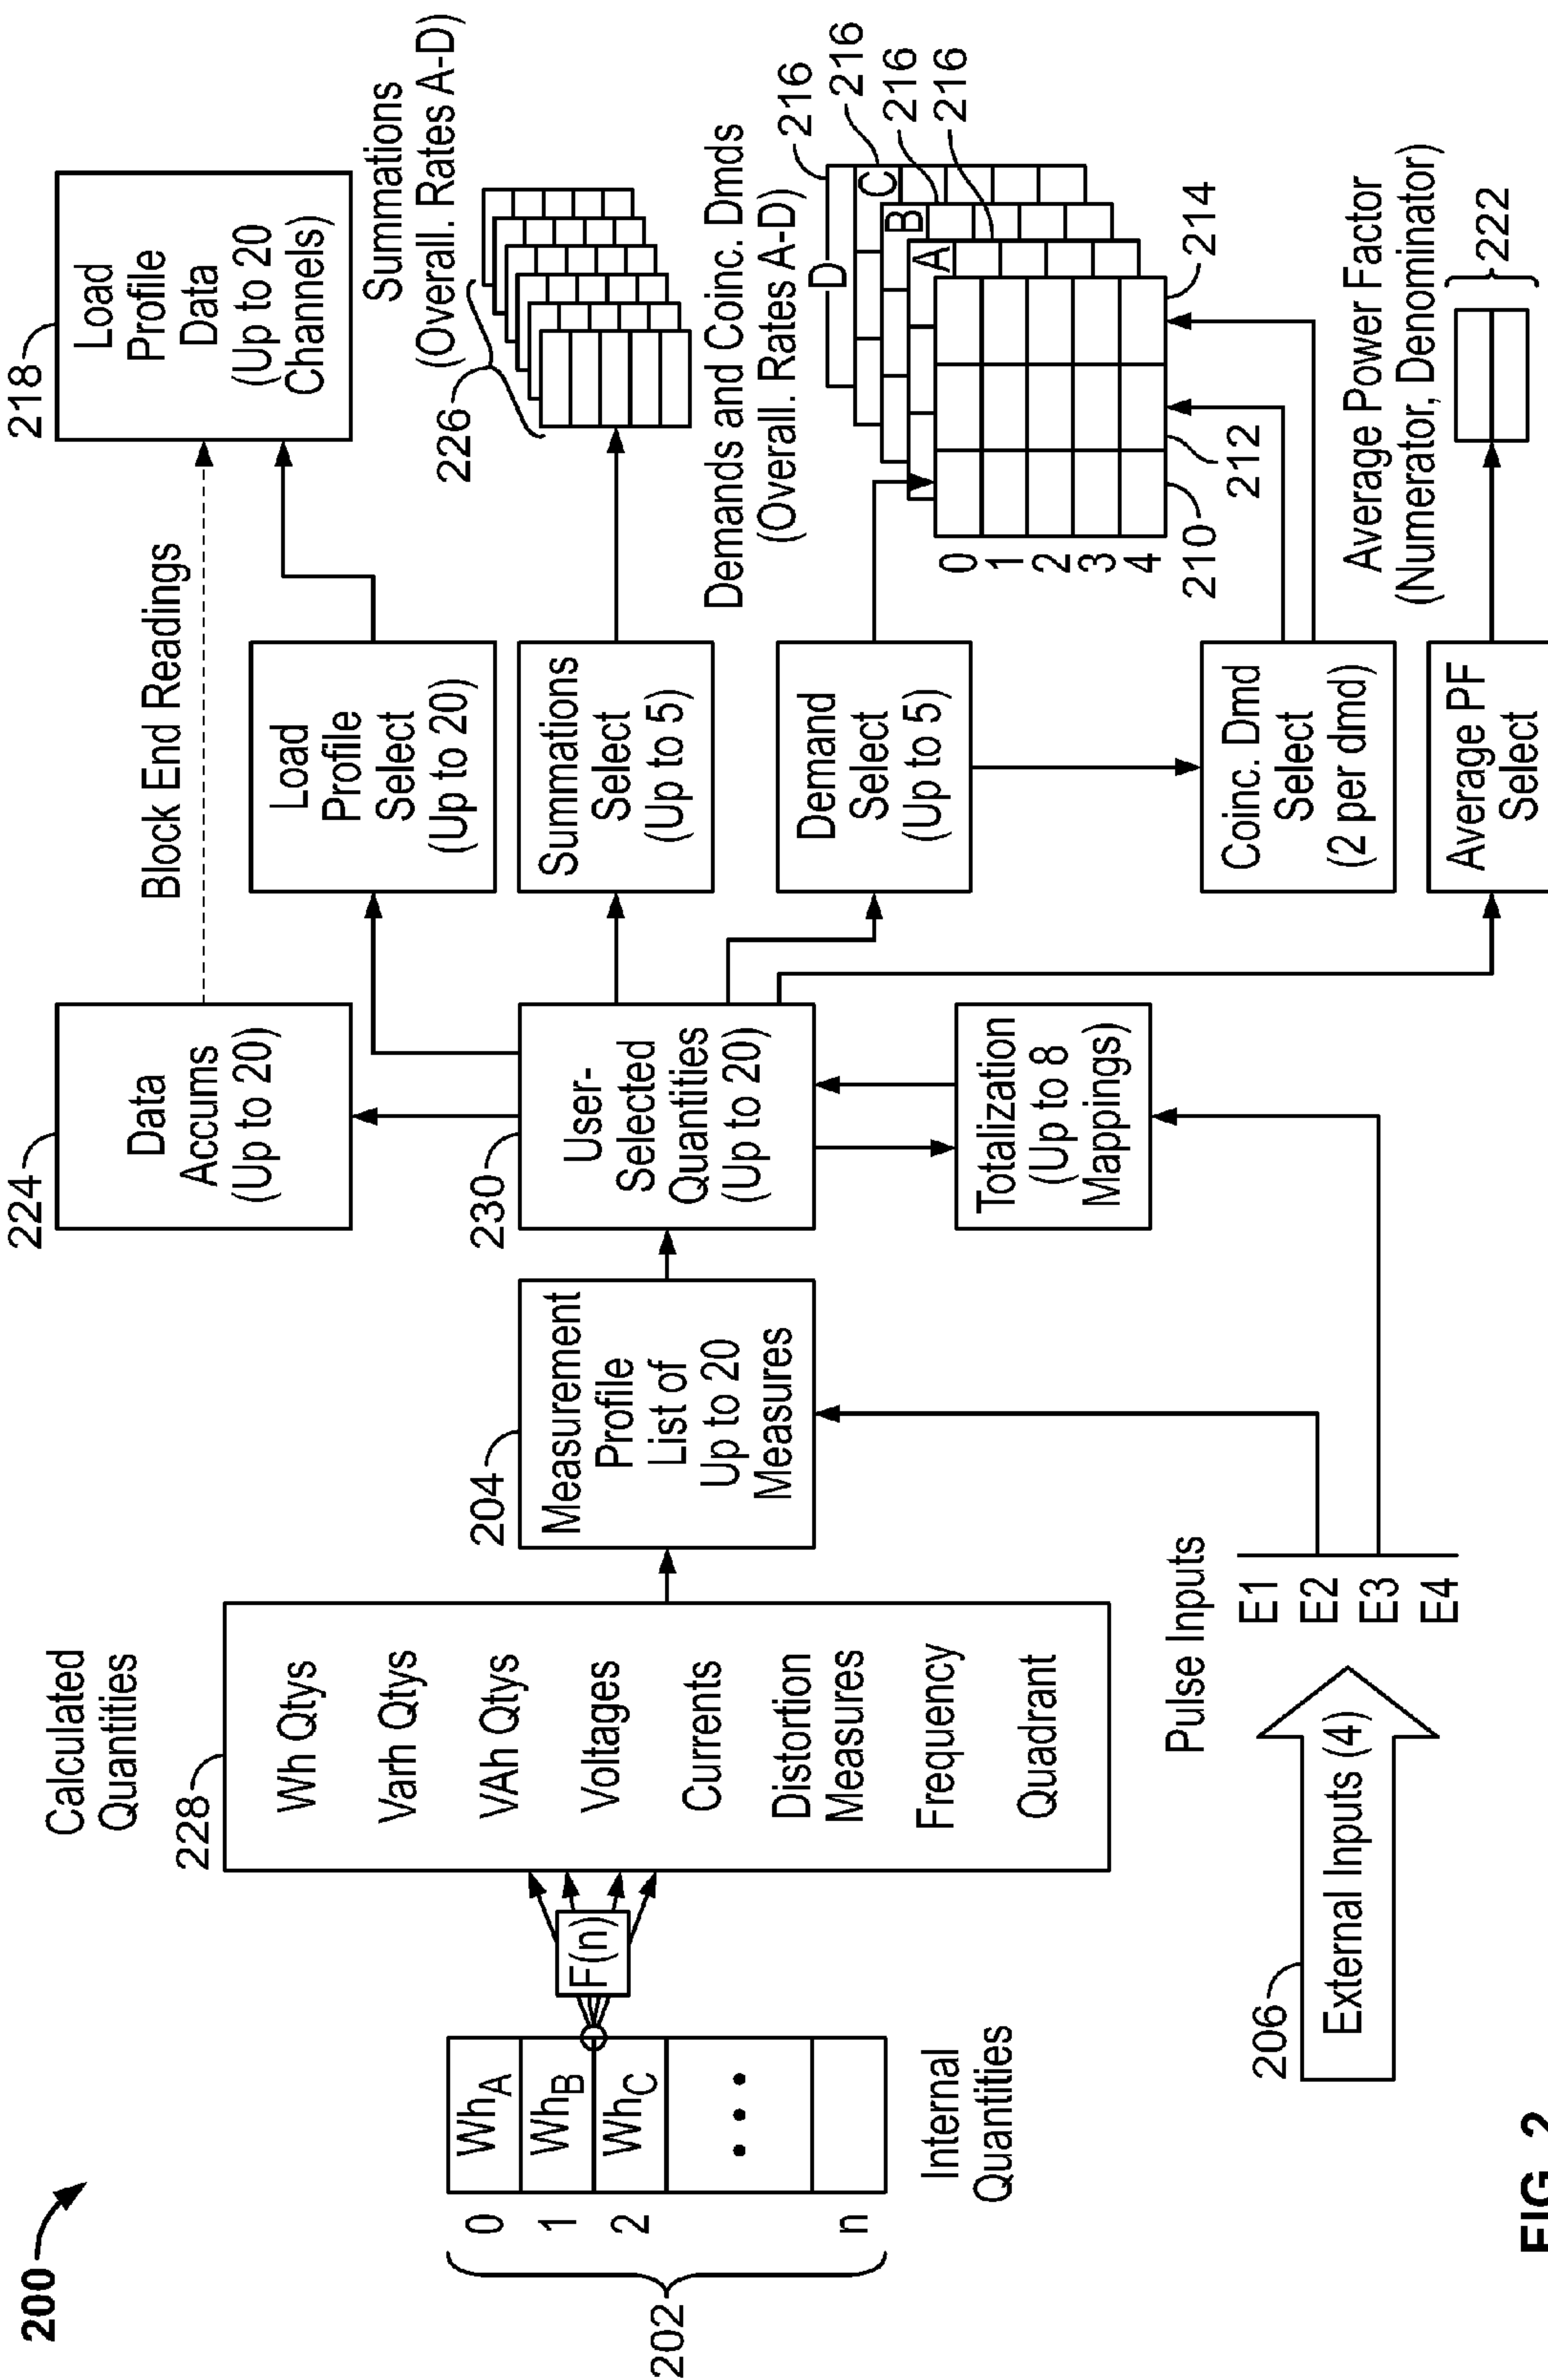 200
202
0
1
2
n
Wh_A
Wh_B
Wh_C
• • •
Internal
Quantities
F(n)
Calculated
Quantities
228
Wh Qtys
Varh Qtys
VAh Qtys
Voltages
Currents
Distortion
Measures
Frequency
Quadrant
206
External Inputs (4)
Pulse Inputs
E1
E2
E3
E4
204
Measurement
Profile
List of
Up to 20
Measures
224
Data
Accums
(Up to 20)
230
User-
Selected
Quantities
(Up to 20)
Totalization
(Up to 8
Mappings)
Block End Readings
Load
Profile
Select
(Up to 20)
Summations
Select
(Up to 5)
Demand
Select
(Up to 5)
Coinc. Dmd
Select
(2 per dmd)
Average PF
Select
218
Load
Profile
Data
(Up to 20
Channels)
Summations
(Overall. Rates A-D)
226
Demands and Coinc. Dmds
(Overall. Rates A-D)
216
216
216
216
D
C
B
A
0
1
2
3
4
210
212
214
Average Power Factor
(Numerator, Denominator)
222
FIG. 2